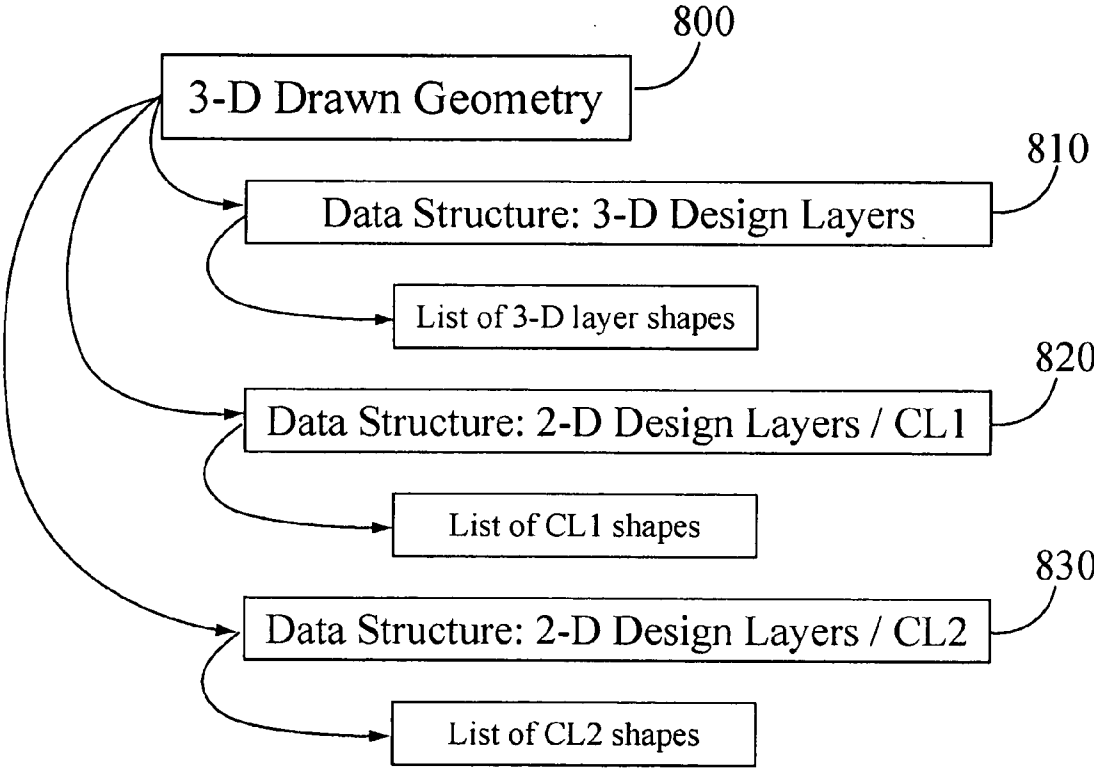 800
3-D Drawn Geometry
810
Data Structure: 3-D Design Layers
List of 3-D layer shapes
820
Data Structure: 2-D Design Layers / CL1
List of CL1 shapes
830
Data Structure: 2-D Design Layers / CL2
List of CL2 shapes